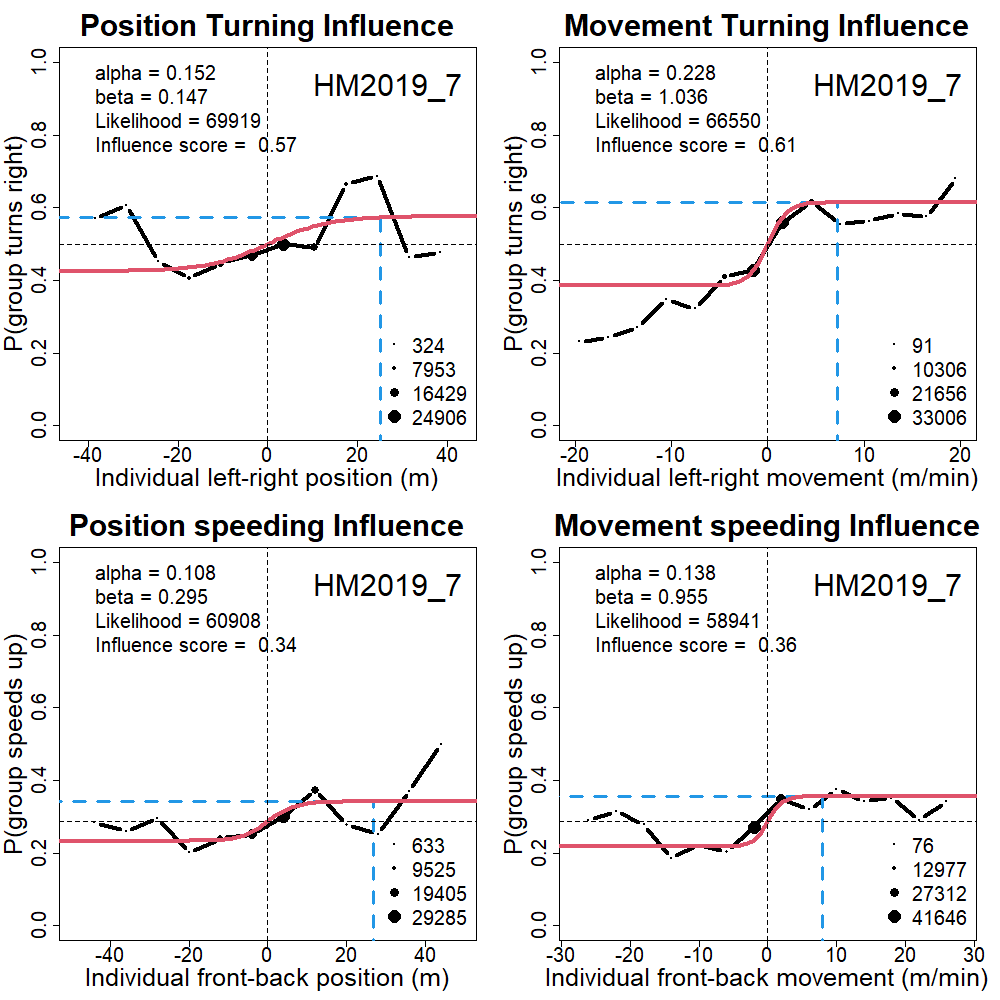 Position Turning Influence
alpha = 0.152
beta = 0.147
Likelihood = 69919
Influence score = 0.57
HM2019_7
P(group turns right)
0.0
0.2
0.4
0.6
0.8
1.0
324
7953
16429
24906
-40
-20
0
20
40
Individual left-right position (m)
Movement Turning Influence
alpha = 0.228
beta = 1.036
Likelihood = 66550
Influence score = 0.61
HM2019_7
P(group turns right)
0.0
0.2
0.4
0.6
0.8
1.0
91
10306
21656
33006
-20
-10
0
5
10
20
Individual left-right movement (m/min)
Position speeding Influence
alpha = 0.108
beta = 0.295
Likelihood = 60908
Influence score = 0.34
HM2019_7
P(group speeds up)
0.0
0.2
0.4
0.6
0.8
1.0
633
9525
19405
29285
-40
-20
0
20
40
Individual front-back position (m)
Movement speeding Influence
alpha = 0.138
beta = 0.955
Likelihood = 58941
Influence score = 0.36
HM2019_7
P(group speeds up)
0.0
0.2
0.4
0.6
0.8
1.0
76
12977
27312
41646
-30
-20
-10
0
10
20
30
Individual front-back movement (m/min)